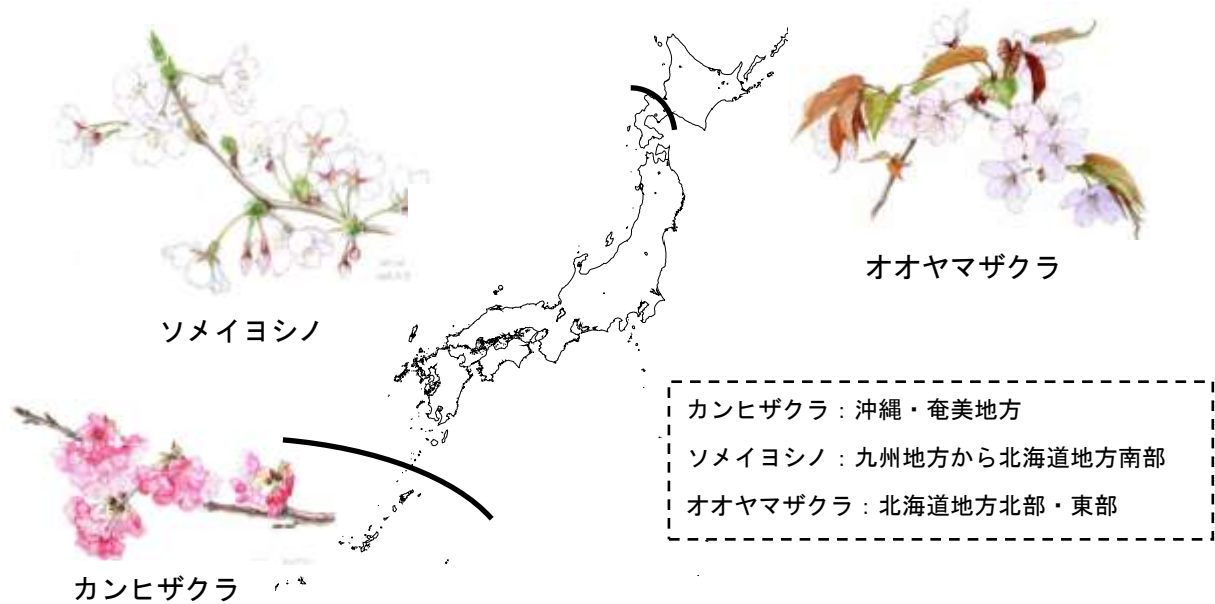 ソメイヨシノ
オオヤマザクラ
カンヒザクラ
カンヒザクラ：沖縄・奄美地方
ソメイヨシノ：九州地方から北海道地方南部
オオヤマザクラ：北海道地方北部・東部